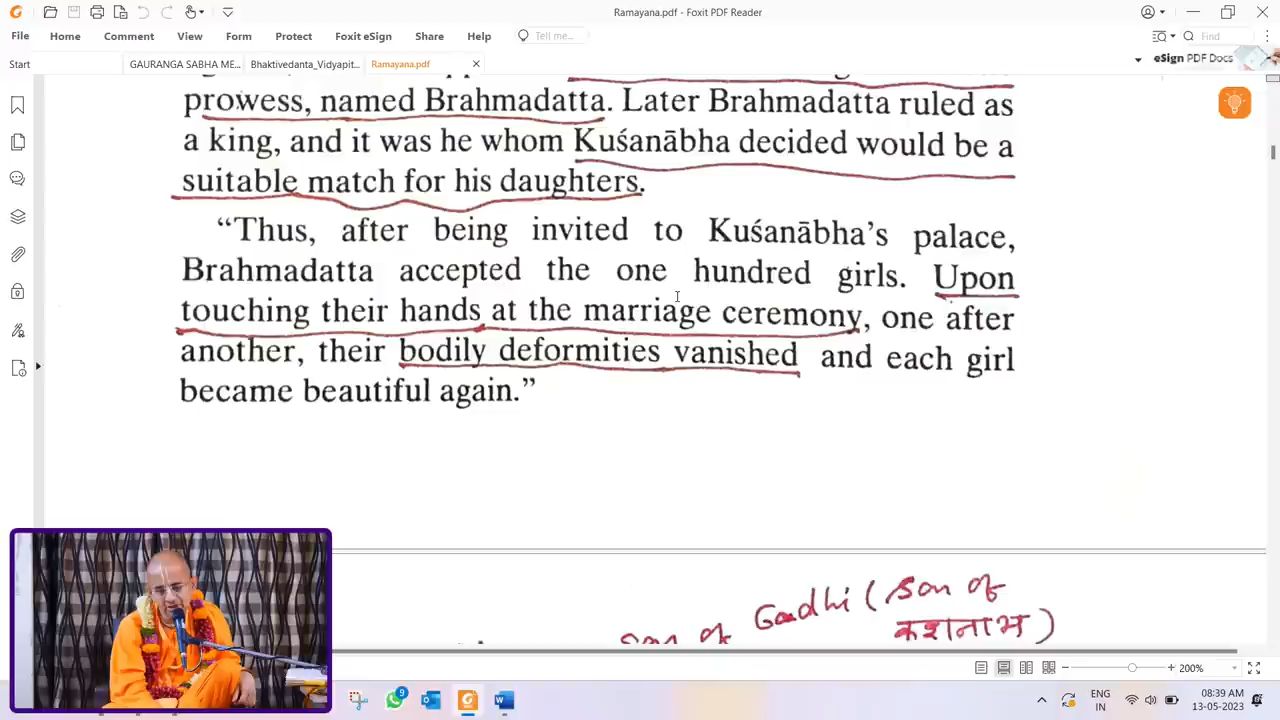 Ramayana.pdf - Foxit PDF Reader
File Home Comment View Form Protect Foxit eSign Share Help Tell me... Find
Start GAURANGA SABHA ME... Bhaktivedanta_Vidyapit... Ramayana.pdf eSign PDF Docs
prowess, named Brahmadatta. Later Brahmadatta ruled as
a king, and it was he whom Kuśanābha decided would be a
suitable match for his daughters.
“Thus, after being invited to Kuśanābha’s palace,
Brahmadatta accepted the one hundred girls. Upon
touching their hands at the marriage ceremony, one after
another, their bodily deformities vanished and each girl
became beautiful again.”
Gadhi (son of
son of
कुशनाभ)
200%
9
ENG
IN
08:39 AM
13-05-2023